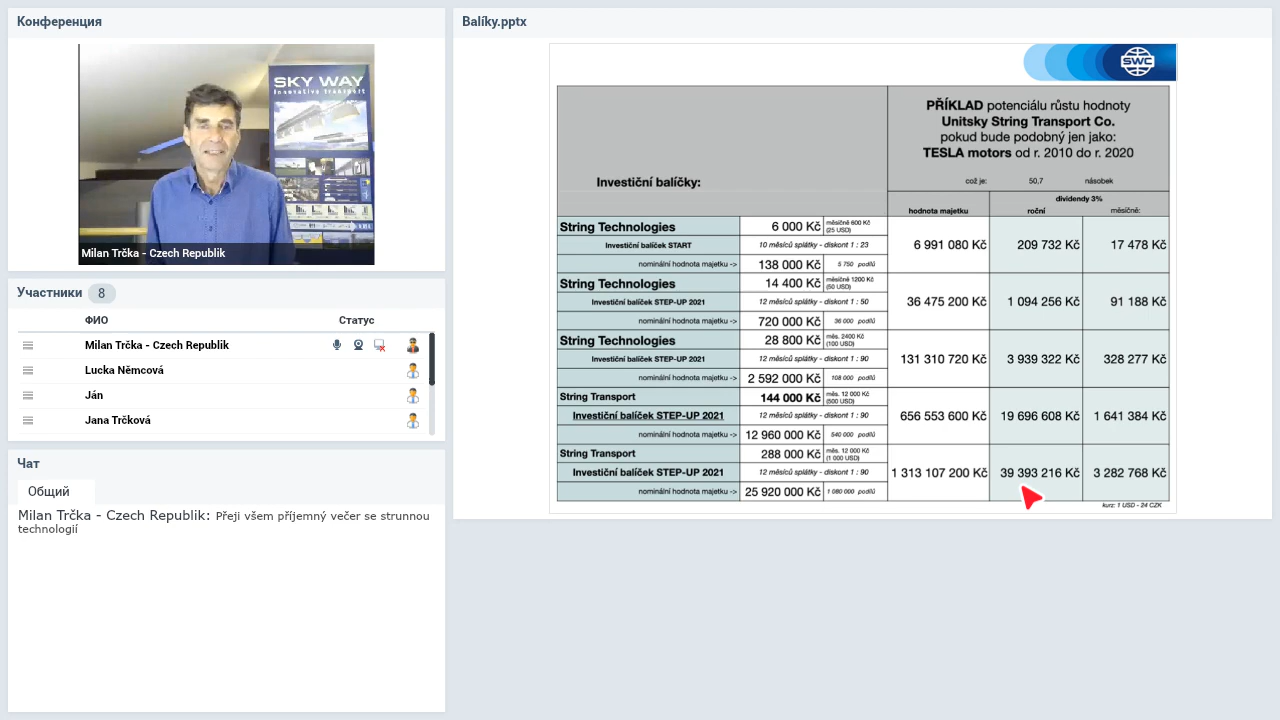 Конференция
SKY WAY
Innovative Transport
Milan Trčka - Czech Republik
Участники 8
ФИО Статус
Milan Trčka - Czech Republik
Lucka Němcová
Ján
Jana Trčková
Чат
Общий
Milan Trčka - Czech Republik: Přeji všem příjemný večer se strunnou
technologií
Balíky.pptx
SWC
PŘÍKLAD potenciálu růstu hodnoty
Unitsky String Transport Co.
pokud bude podobný jen jako:
TESLA motors od r. 2010 do r. 2020
Investiční balíčky: což je: 50,7 násobek
dividendy 3%
hodnota majetku roční měsíčně:
String Technologies 6 000 Kč měsíčně 600 Kč
(25 USD)
Investiční balíček START 10 měsíců splátky - diskont 1 : 23 6 991 080 Kč 209 732 Kč 17 478 Kč
nominální hodnota majetku -> 138 000 Kč 5 750 podílů
String Technologies 14 400 Kč měsíčně 1200 Kč
(50 USD)
Investiční balíček STEP-UP 2021 12 měsíců splátky - diskont 1 : 50 36 475 200 Kč 1 094 256 Kč 91 188 Kč
nominální hodnota majetku -> 720 000 Kč 36 000 podílů
String Technologies 28 800 Kč měs. 2400 Kč
(100 USD)
Investiční balíček STEP-UP 2021 12 měsíců splátky - diskont 1 : 90 131 310 720 Kč 3 939 322 Kč 328 277 Kč
nominální hodnota majetku -> 2 592 000 Kč 108 000 podílů
String Transport 144 000 Kč měs. 12 000 Kč
(500 USD)
Investiční balíček STEP-UP 2021 12 měsíců splátky - diskont 1 : 90 656 553 600 Kč 19 696 608 Kč 1 641 384 Kč
nominální hodnota majetku -> 12 960 000 Kč 540 000 podílů
String Transport 288 000 Kč měs. 12 000 Kč
(1 000 USD)
Investiční balíček STEP-UP 2021 12 měsíců splátky - diskont 1 : 90 1 313 107 200 Kč 39 393 216 Kč 3 282 768 Kč
nominální hodnota majetku -> 25 920 000 Kč 1 080 000 podílů
kurz: 1 USD - 24 CZK